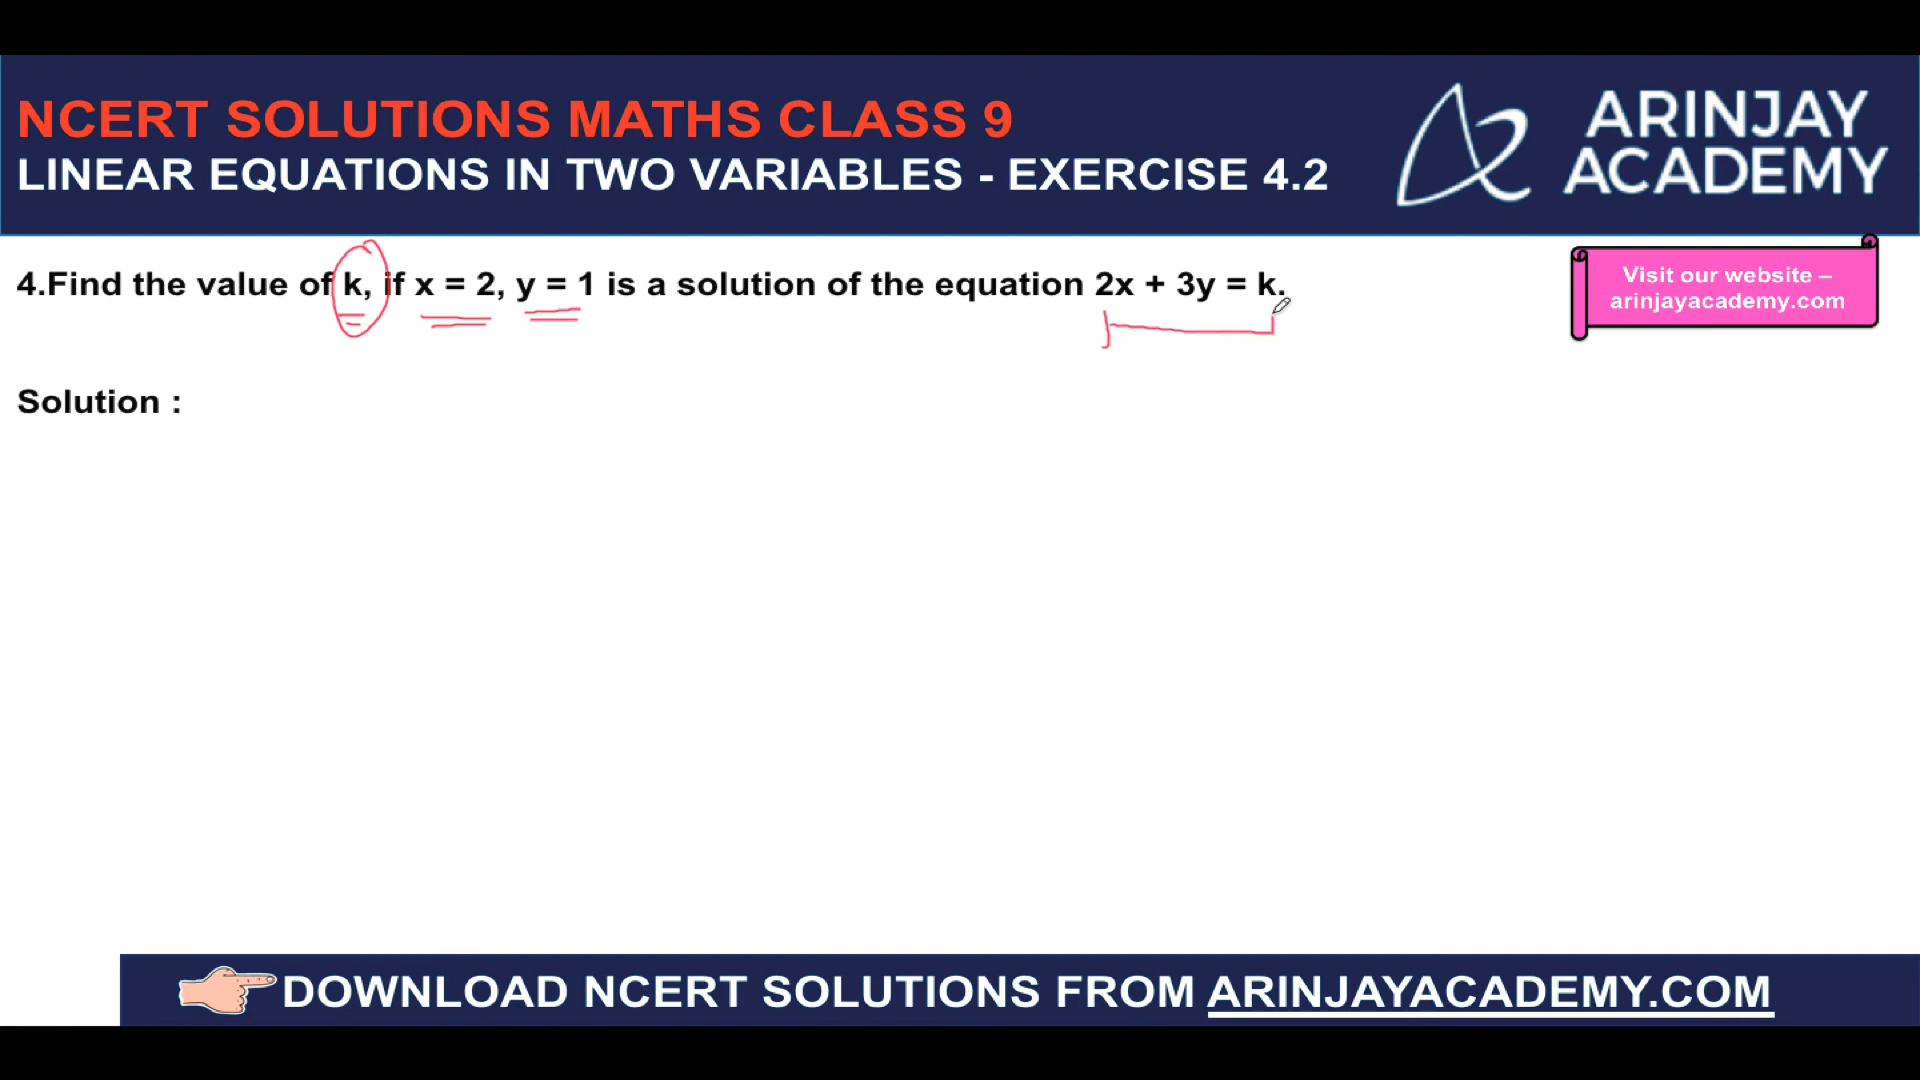 NCERT SOLUTIONS MATHS CLASS 9
LINEAR EQUATIONS IN TWO VARIABLES - EXERCISE 4.2
ARINJAY
ACADEMY
4.Find the value of k, if x = 2, y = 1 is a solution of the equation 2x + 3y = k.
Visit our website –
arinjayacademy.com
Solution :
DOWNLOAD NCERT SOLUTIONS FROM ARINJAYACADEMY.COM